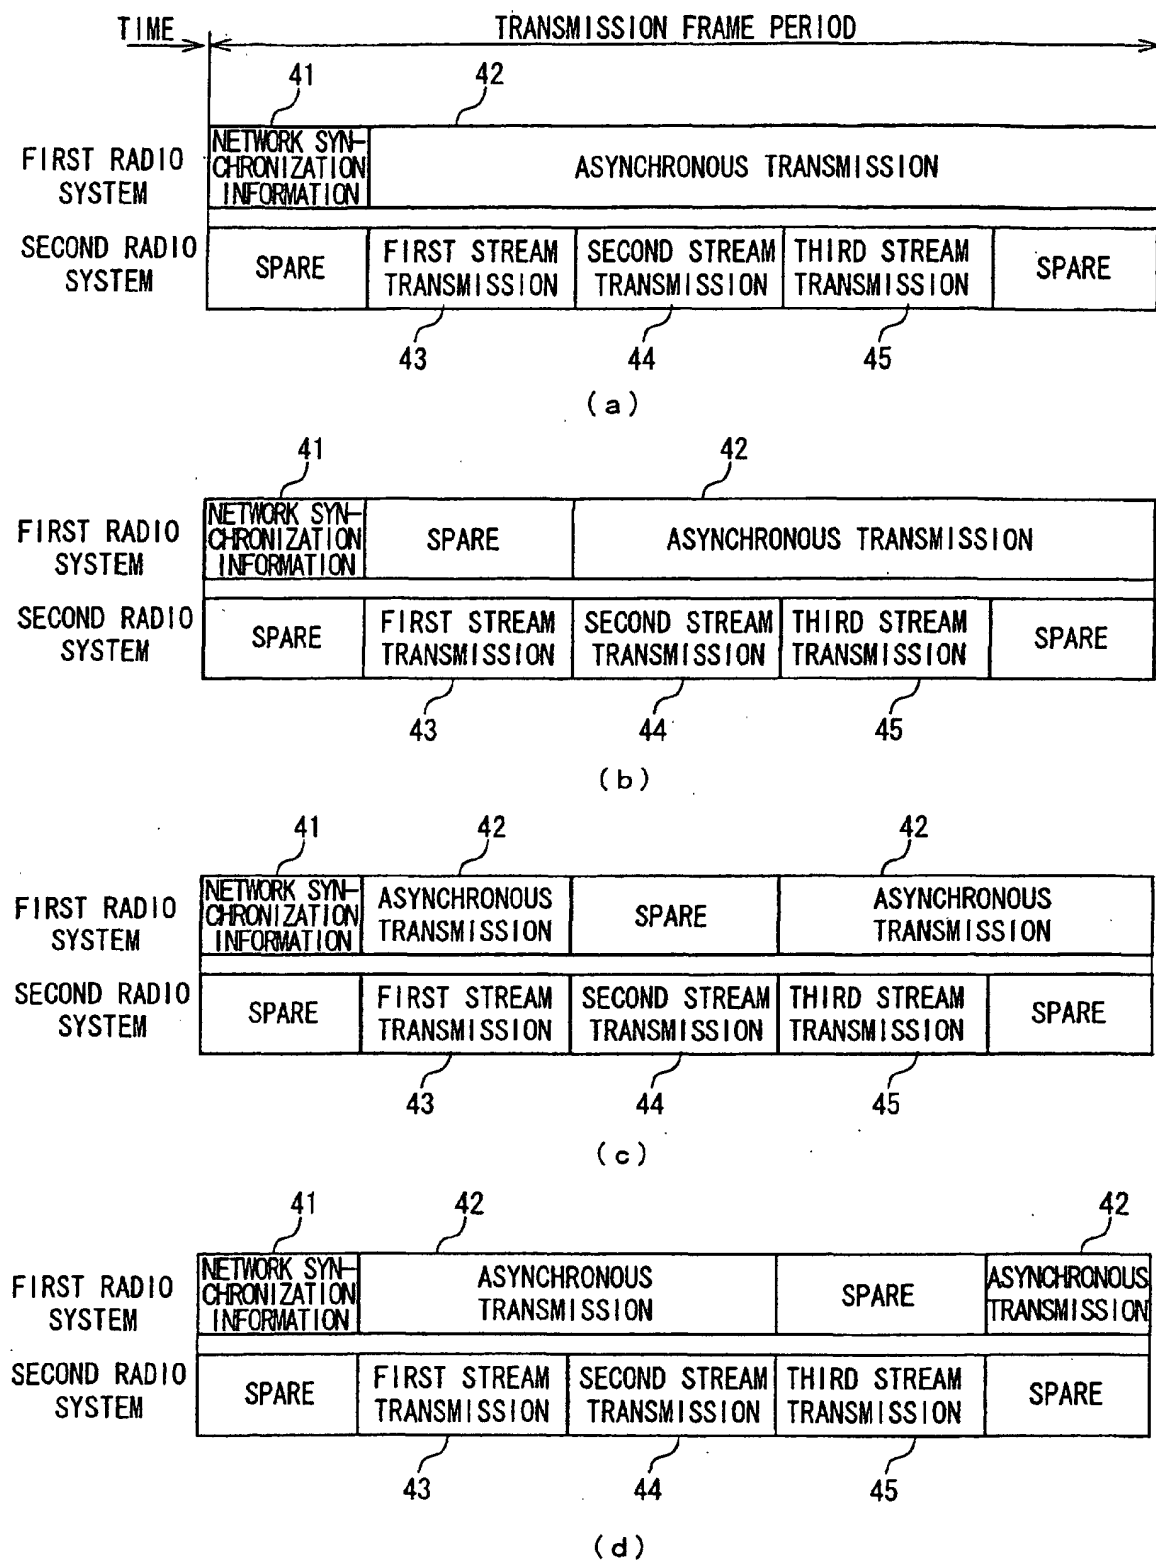 TIME
TRANSMISSION FRAME PERIOD
41
42
FIRST RADIO
SYSTEM
NETWORK SYN-
CHRONIZATION
INFORMATION
ASYNCHRONOUS TRANSMISSION
SECOND RADIO
SYSTEM
SPARE
FIRST STREAM
TRANSMISSION
SECOND STREAM
TRANSMISSION
THIRD STREAM
TRANSMISSION
SPARE
43
44
45
(a)
41
42
FIRST RADIO
SYSTEM
NETWORK SYN-
CHRONIZATION
INFORMATION
SPARE
ASYNCHRONOUS TRANSMISSION
SECOND RADIO
SYSTEM
SPARE
FIRST STREAM
TRANSMISSION
SECOND STREAM
TRANSMISSION
THIRD STREAM
TRANSMISSION
SPARE
43
44
45
(b)
41
42
42
FIRST RADIO
SYSTEM
NETWORK SYN-
CHRONIZATION
INFORMATION
ASYNCHRONOUS
TRANSMISSION
SPARE
ASYNCHRONOUS
TRANSMISSION
SECOND RADIO
SYSTEM
SPARE
FIRST STREAM
TRANSMISSION
SECOND STREAM
TRANSMISSION
THIRD STREAM
TRANSMISSION
SPARE
43
44
45
(c)
41
42
42
FIRST RADIO
SYSTEM
NETWORK SYN-
CHRONIZATION
INFORMATION
ASYNCHRONOUS
TRANSMISSION
SPARE
ASYNCHRONOUS
TRANSMISSION
SECOND RADIO
SYSTEM
SPARE
FIRST STREAM
TRANSMISSION
SECOND STREAM
TRANSMISSION
THIRD STREAM
TRANSMISSION
SPARE
43
44
45
(d)